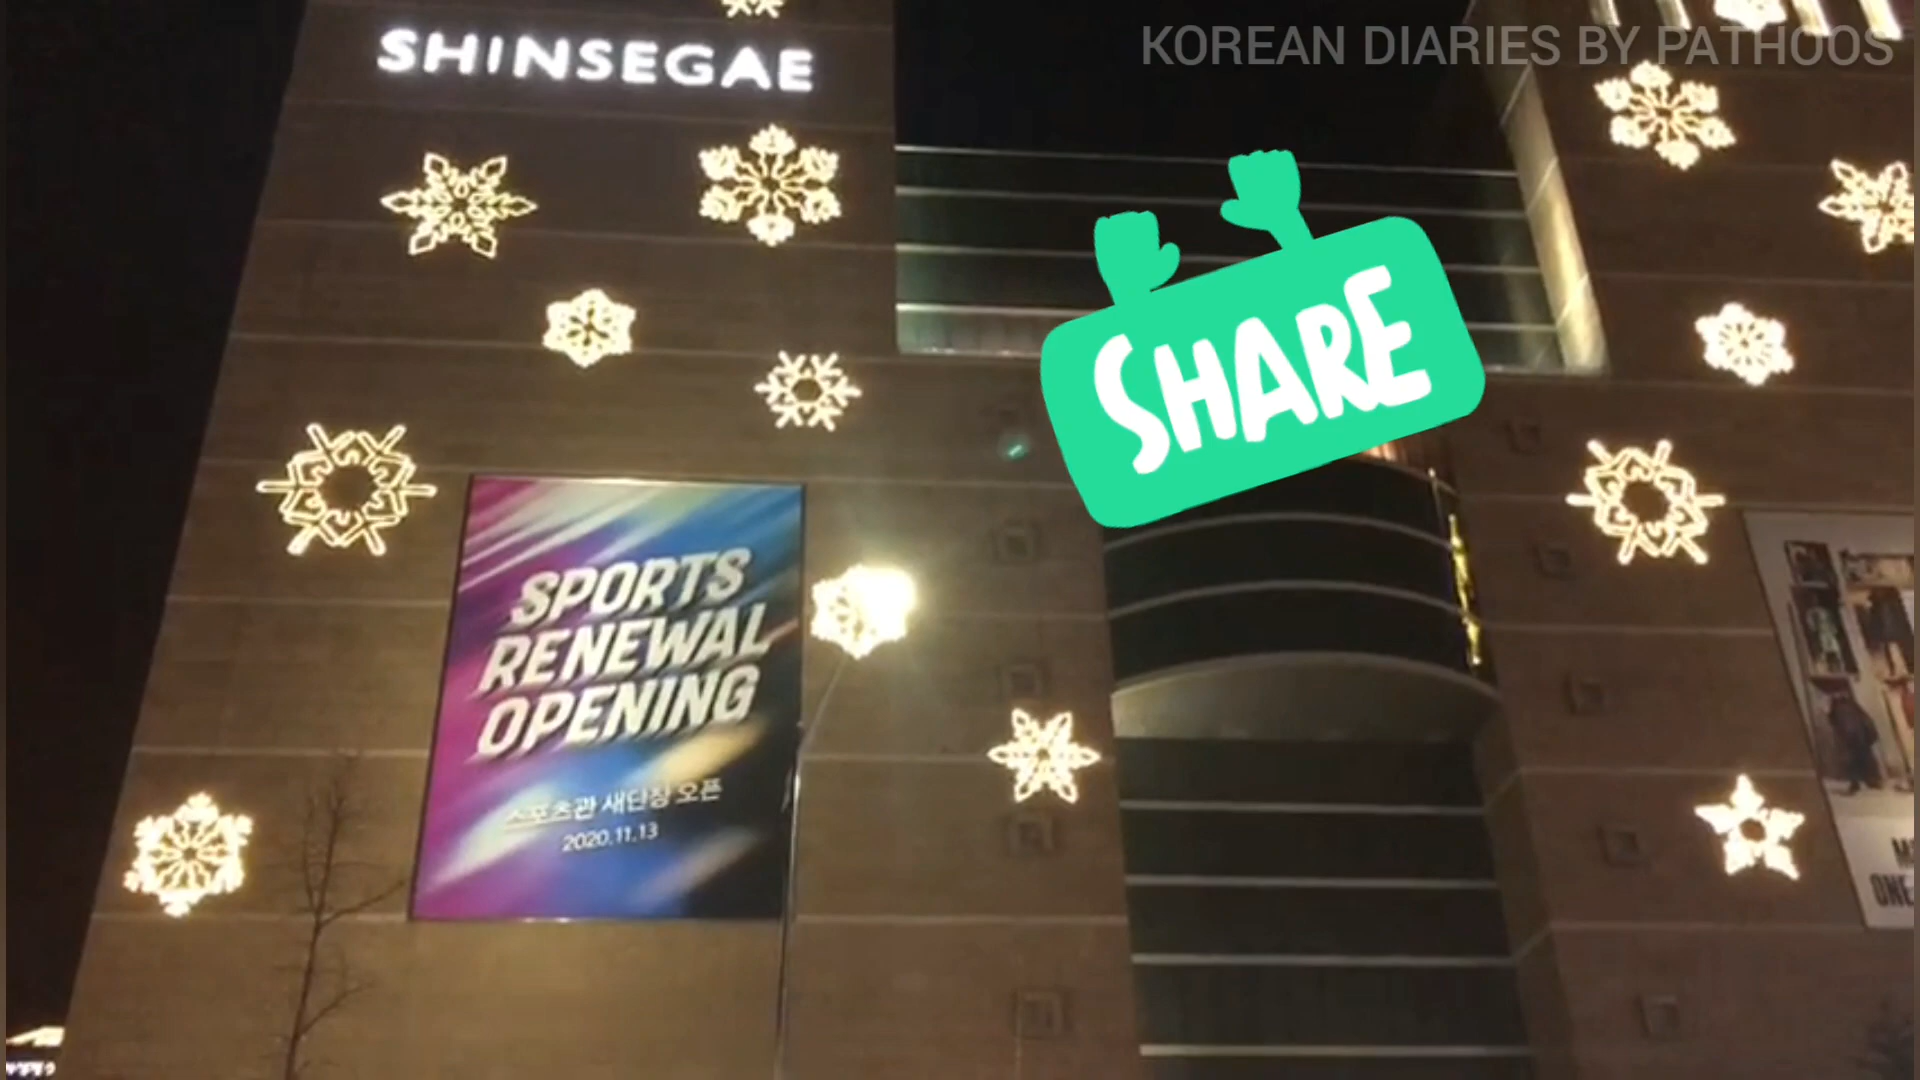 SHINSEGAE
KOREAN DIARIES BY PATHOOS
SHARE
SPORTS
RENEWAL
OPENING
스포츠관 새단장 오픈
2020.11.13